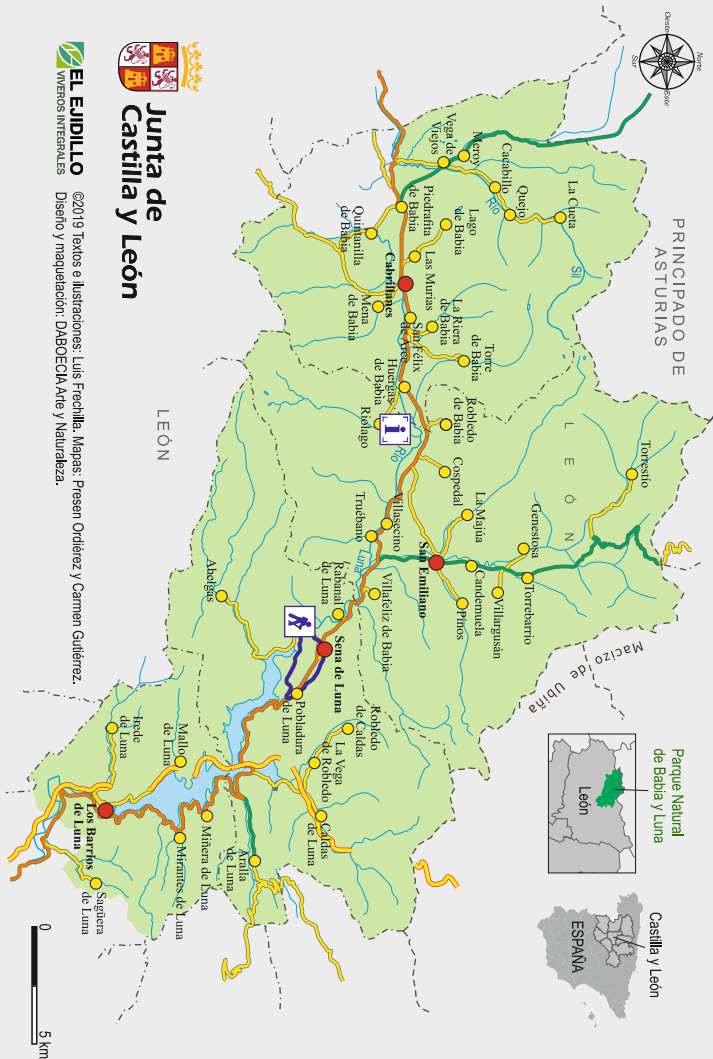 Norte
Oeste
Este
Sur
PRINCIPADO DE
ASTURIAS
LEÓN
LEÓN
Macizo de Ubiña
La Cueta
Quejo
Cacabillo
Meroy
Vega de
Viejos
Río
Sil
Piedrafita
de Babia
Lago
de Babia
Las Murias
Quintanilla
de Babia
Cabrillanes
Mena
de Babia
La Riera
de Babia
San Félix
de Arce
Torre
de Babia
Huergas
de Babia
Riolago
i
Río
Luna
Robledo
de Babia
Cospedal
La Majúa
Torrestío
Genestosa
Torrebarrio
Villargusán
Candemuela
San Emiliano
Pinos
Villasecino
Truébano
Villafeliz de Babia
Rabanal
de Luna
Sena de Luna
Abelgas
Pobladura
de Luna
Robledo
de Caldas
La Vega
de Robledo
Caldas
de Luna
Aralla
de Luna
Miñera de Luna
Mirantes de Luna
Mallo
de Luna
Irede
de Luna
Los Barrios
de Luna
Sagüera
de Luna
Parque Natural
de Babia y Luna
León
Castilla y León
ESPAÑA
0
5 km
Junta de
Castilla y León
EL EJIDILLO
VIVEROS INTEGRALES
©2019 Textos e ilustraciones: Luis Frechilla. Mapas: Presen Ordiérez y Carmen Gutiérrez.
Diseño y maquetación: DABOECIA Arte y Naturaleza.